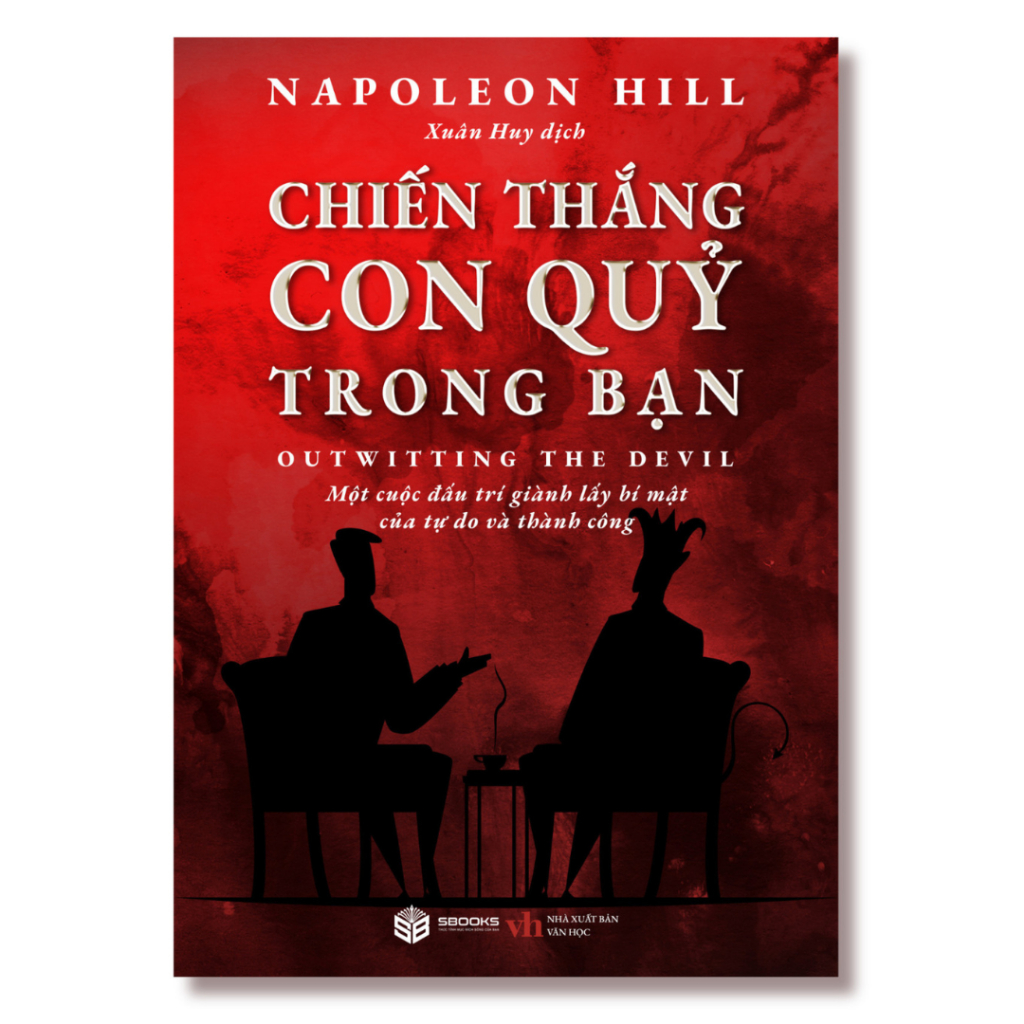 NAPOLEON HILL
Xuân Huy dịch
CHIẾN THẮNG
CON QUỶ
TRONG BẠN
OUTWITTING THE DEVIL
Một cuộc đấu trí giành lấy bí mật
của tự do và thành công
SB
SBOOKS
vh
NHÀ XUẤT BẢN
VĂN HỌC